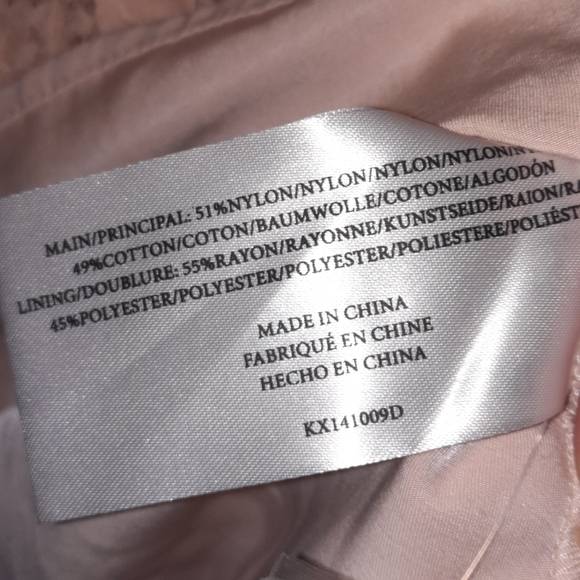 MAIN/PRINCIPAL: 51%NYLON/NYLON/NYLON/NYLON/
49%COTTON/COTON/BAUMWOLLE/COTONE/ALGODÓN
LINING/DOUBLURE: 55%RAYON/RAYONNE/KUNSTSEIDE/RAION/
45%POLYESTER/POLYESTER/POLYESTER/POLIESTERE/
MADE IN CHINA
FABRIQUÉ EN CHINE
HECHO EN CHINA
KX141009D